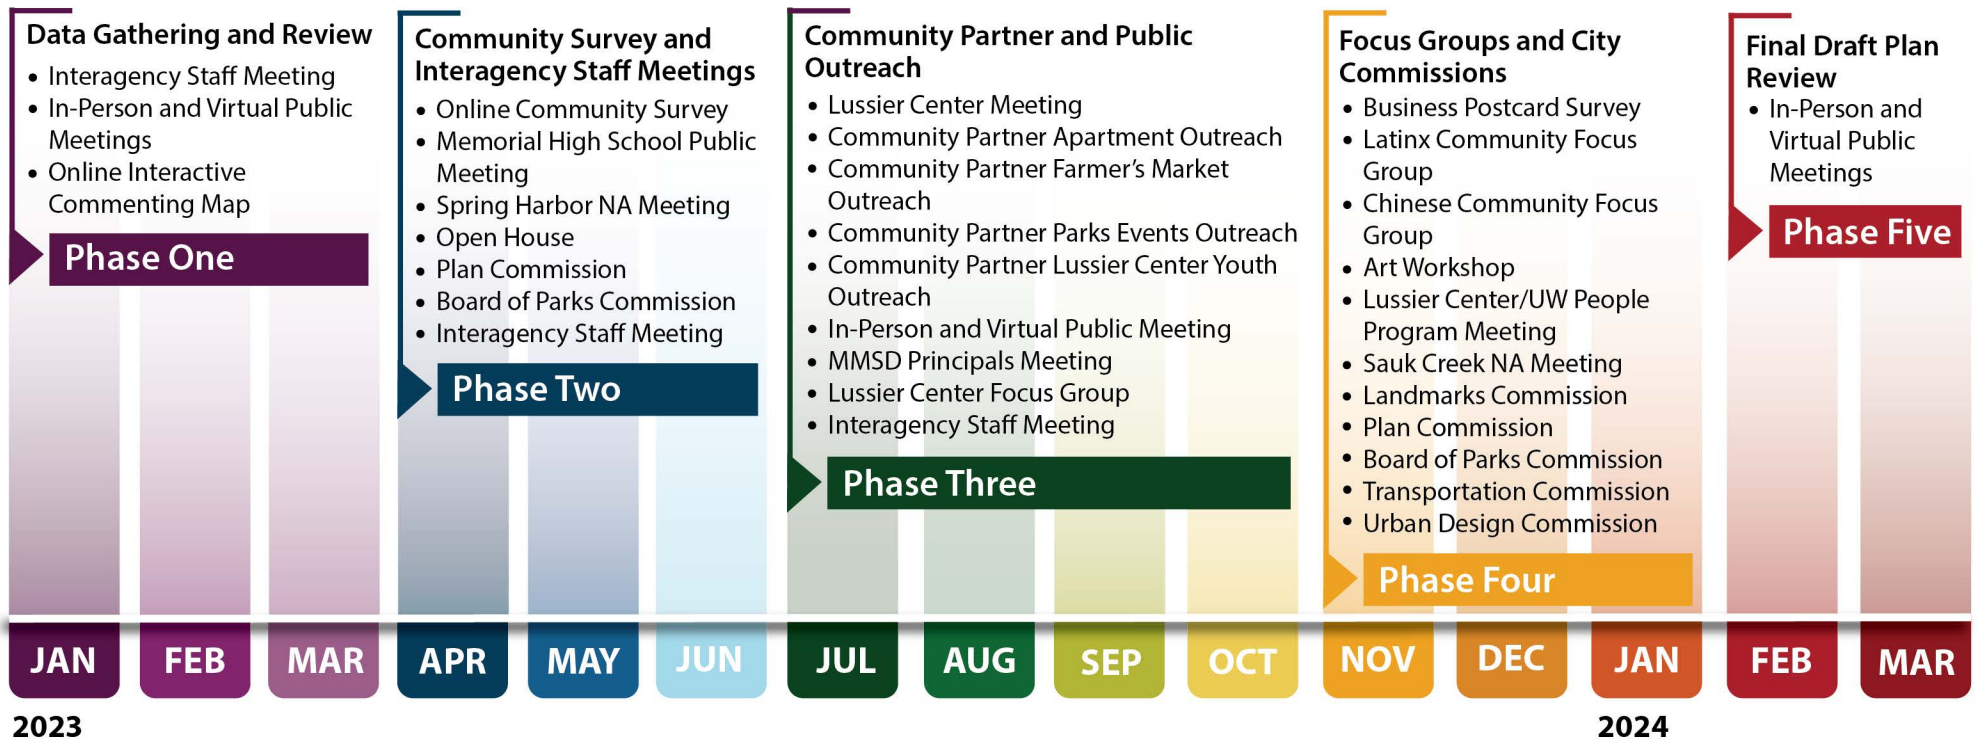 Data Gathering and Review
• Interagency Staff Meeting
• In-Person and Virtual Public
Meetings
• Online Interactive
Commenting Map
Phase One
Community Survey and
Interagency Staff Meetings
• Online Community Survey
• Memorial High School Public
Meeting
• Spring Harbor NA Meeting
• Open House
• Plan Commission
• Board of Parks Commission
• Interagency Staff Meeting
Phase Two
Community Partner and Public
Outreach
• Lussier Center Meeting
• Community Partner Apartment Outreach
• Community Partner Farmer’s Market
Outreach
• Community Partner Parks Events Outreach
• Community Partner Lussier Center Youth
Outreach
• In-Person and Virtual Public Meeting
• MMSD Principals Meeting
• Lussier Center Focus Group
• Interagency Staff Meeting
Phase Three
Focus Groups and City
Commissions
• Business Postcard Survey
• Latinx Community Focus
Group
• Chinese Community Focus
Group
• Art Workshop
• Lussier Center/UW People
Program Meeting
• Sauk Creek NA Meeting
• Landmarks Commission
• Plan Commission
• Board of Parks Commission
• Transportation Commission
• Urban Design Commission
Phase Four
Final Draft Plan
Review
• In-Person and
Virtual Public
Meetings
Phase Five
JAN FEB MAR APR MAY JUN JUL AUG SEP OCT NOV DEC JAN FEB MAR
2023 2024